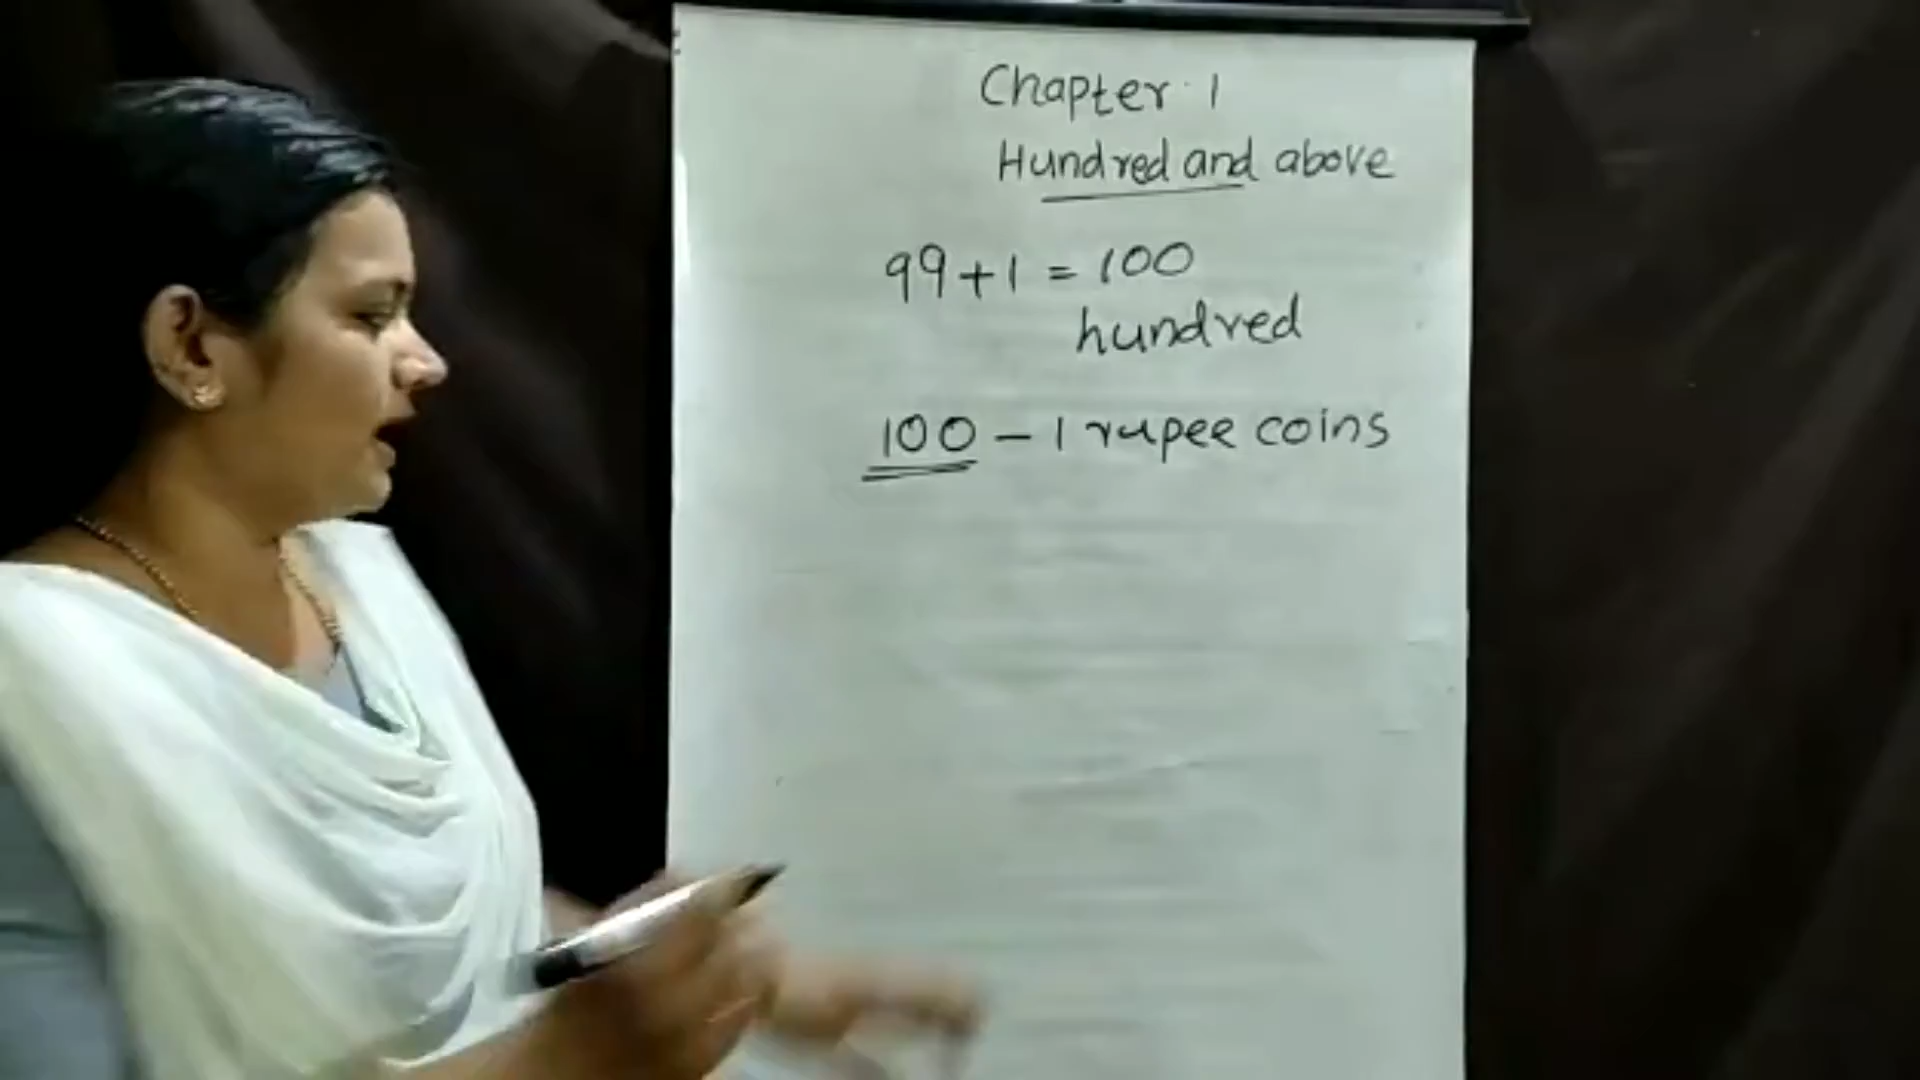 Chapter 1
Hundred and above
99+1 = 100
hundred
100 - 1 rupee coins